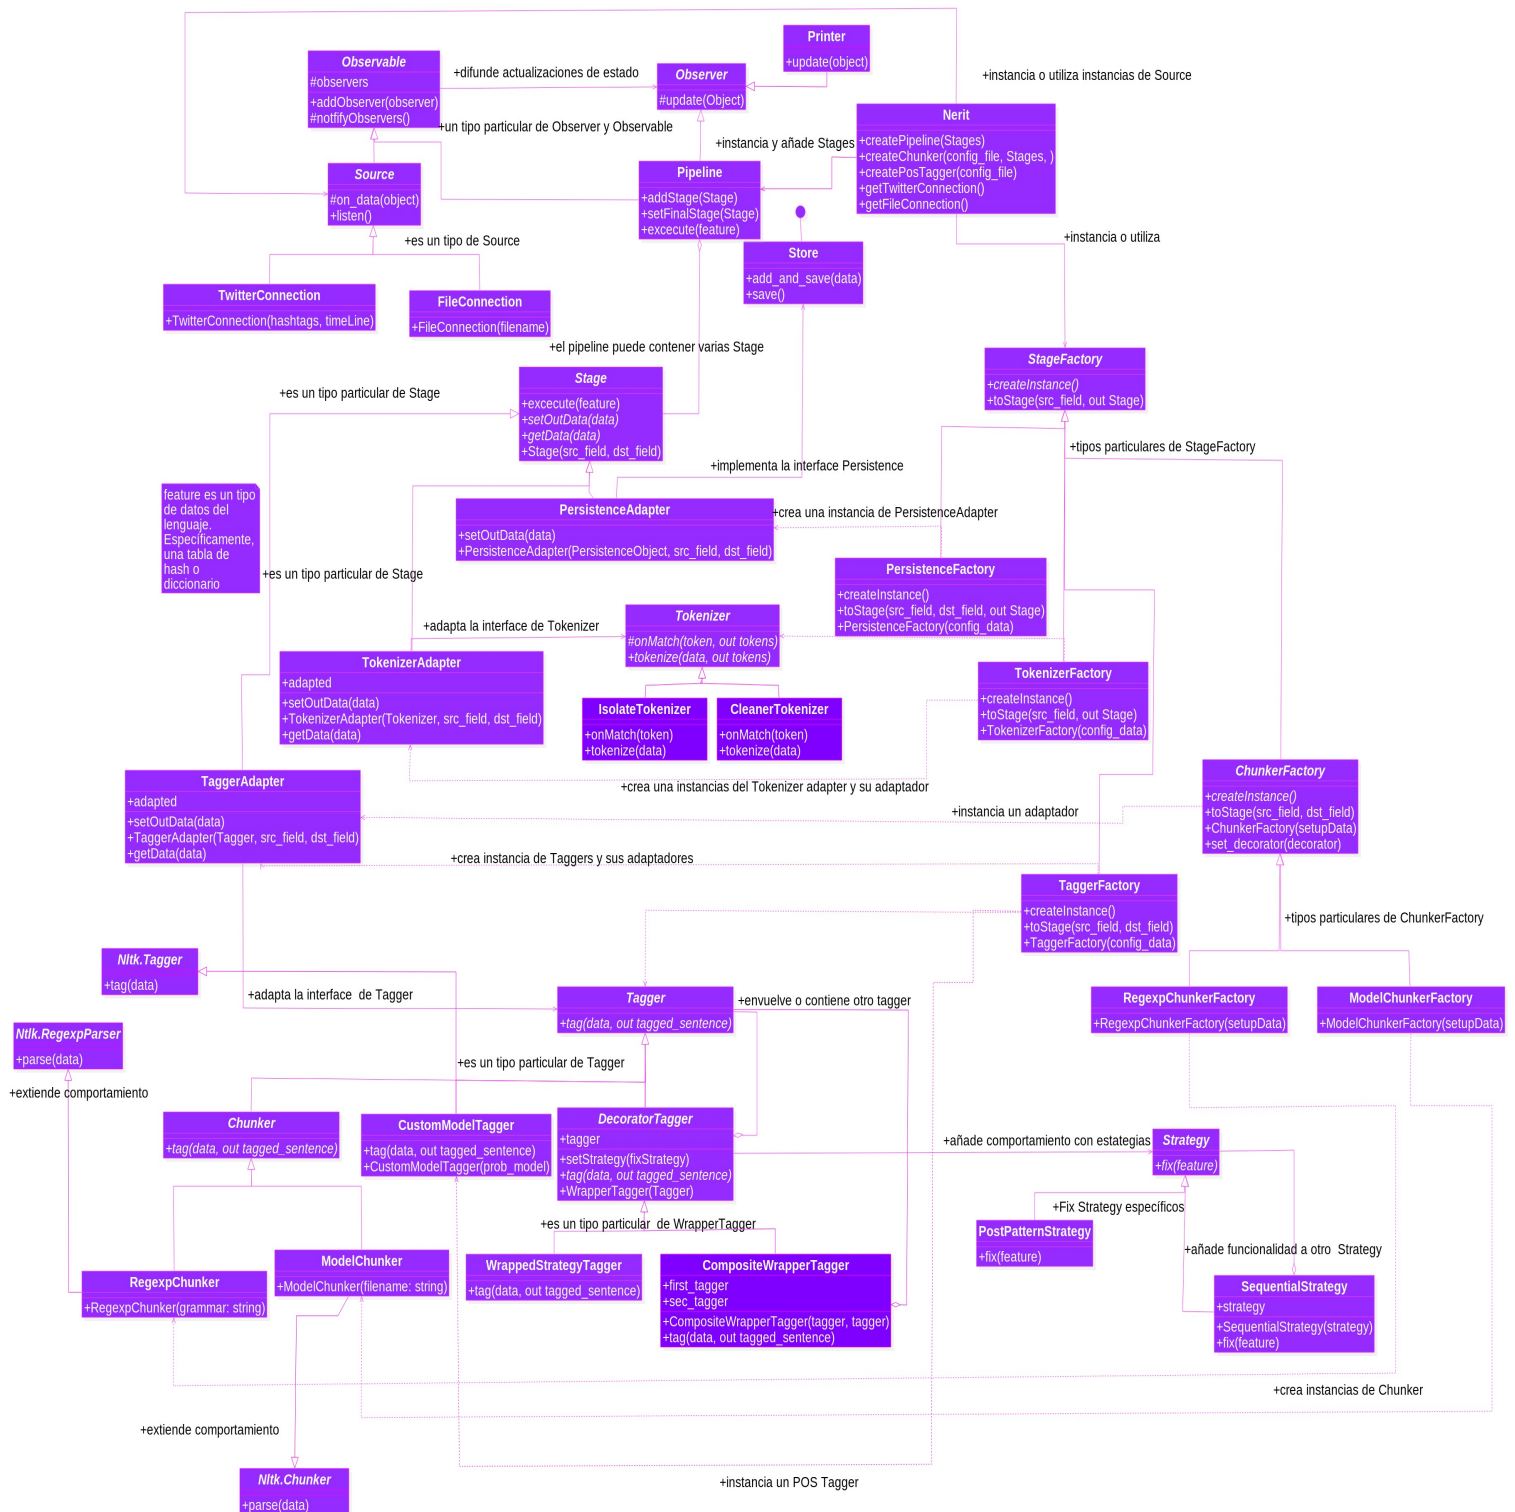 Printer
+update(object)
Observable
#observers
+addObserver(observer)
#notfifyObservers()
+difunde actualizaciones de estado
Observer
#update(Object)
+instancia o utiliza instancias de Source
Nerit
+createPipeline(Stages)
+createChunker(config_file, Stages, )
+createPosTagger(config_file)
+getTwitterConnection()
+getFileConnection()
+un tipo particular de Observer y Observable
+instancia y añade Stages
Source
#on_data(object)
+listen()
Pipeline
+addStage(Stage)
+setFinalStage(Stage)
+excecute(feature)
+es un tipo de Source
Store
+add_and_save(data)
+save()
+instancia o utiliza
TwitterConnection
+TwitterConnection(hashtags, timeLine)
FileConnection
+FileConnection(filename)
+el pipeline puede contener varias Stage
StageFactory
+createInstance()
+toStage(src_field, out Stage)
+es un tipo particular de Stage
Stage
+excecute(feature)
+setOutData(data)
+getData(data)
+Stage(src_field, dst_field)
+tipos particulares de StageFactory
+implementa la interface Persistence
feature es un tipo
de datos del
lenguaje.
Específicamente,
una tabla de
hash o
diccionario
PersistenceAdapter
+setOutData(data)
+PersistenceAdapter(PersistenceObject, src_field, dst_field)
+crea una instancia de PersistenceAdapter
+es un tipo particular de Stage
PersistenceFactory
+createInstance()
+toStage(src_field, dst_field, out Stage)
+PersistenceFactory(config_data)
+adapta la interface de Tokenizer
Tokenizer
#onMatch(token, out tokens)
+tokenize(data, out tokens)
TokenizerAdapter
+adapted
+setOutData(data)
+TokenizerAdapter(Tokenizer, src_field, dst_field)
+getData(data)
TokenizerFactory
+createInstance()
+toStage(src_field, out Stage)
+TokenizerFactory(config_data)
IsolateTokenizer
+onMatch(token)
+tokenize(data)
CleanerTokenizer
+onMatch(token)
+tokenize(data)
+crea una instancias del Tokenizer adapter y su adaptador
TaggerAdapter
+adapted
+setOutData(data)
+TaggerAdapter(Tagger, src_field, dst_field)
+getData(data)
ChunkerFactory
+createInstance()
+toStage(src_field, dst_field)
+ChunkerFactory(setupData)
+set_decorator(decorator)
+instancia un adaptador
+crea instancia de Taggers y sus adaptadores
TaggerFactory
+createInstance()
+toStage(src_field, dst_field)
+TaggerFactory(config_data)
+tipos particulares de ChunkerFactory
Nltk.Tagger
+tag(data)
+adapta la interface  de Tagger
Tagger
+tag(data, out tagged_sentence)
+envuelve o contiene otro tagger
RegexpChunkerFactory
+RegexpChunkerFactory(setupData)
ModelChunkerFactory
+ModelChunkerFactory(setupData)
Ntlk.RegexpParser
+parse(data)
+extiende comportamiento
+es un tipo particular de Tagger
Chunker
+tag(data, out tagged_sentence)
CustomModelTagger
+tag(data, out tagged_sentence)
+CustomModelTagger(prob_model)
DecoratorTagger
+tagger
+setStrategy(fixStrategy)
+tag(data, out tagged_sentence)
+WrapperTagger(Tagger)
+añade comportamiento con estategias
Strategy
+fix(feature)
+Fix Strategy específicos
+es un tipo particular  de WrapperTagger
PostPatternStrategy
+fix(feature)
+añade funcionalidad a otro  Strategy
ModelChunker
+ModelChunker(filename: string)
RegexpChunker
+RegexpChunker(grammar: string)
WrappedStrategyTagger
+tag(data, out tagged_sentence)
CompositeWrapperTagger
+first_tagger
+sec_tagger
+CompositeWrapperTagger(tagger, tagger)
+tag(data, out tagged_sentence)
SequentialStrategy
+strategy
+SequentialStrategy(strategy)
+fix(feature)
+crea instancias de Chunker
+extiende comportamiento
Nltk.Chunker
+parse(data)
+instancia un POS Tagger